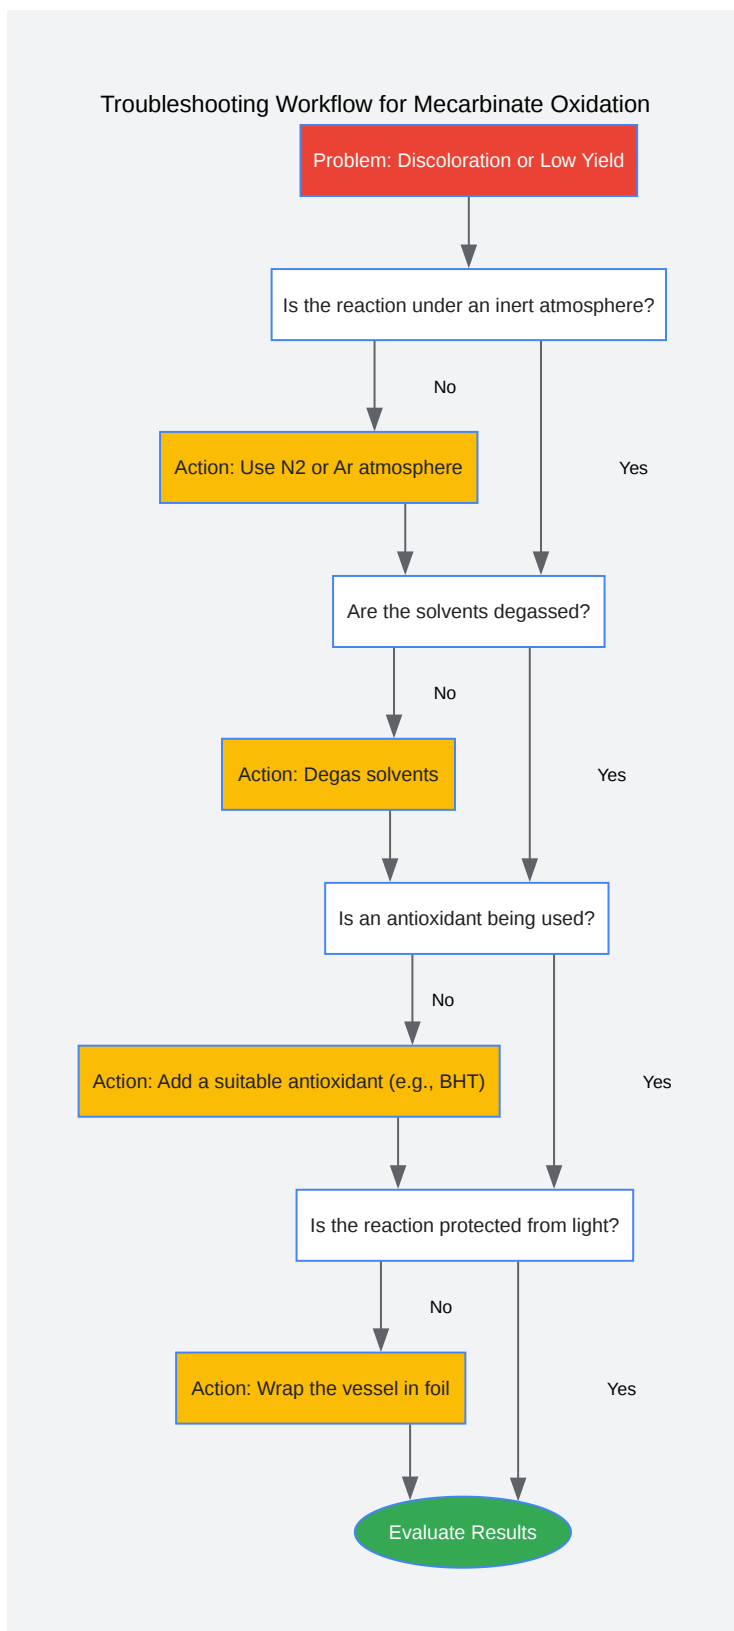 Troubleshooting Workflow for Mecarbinate Oxidation
Problem: Discoloration or Low Yield
Is the reaction under an inert atmosphere?
No
Action: Use N2 or Ar atmosphere
Yes
Are the solvents degassed?
No
Action: Degas solvents
Yes
Is an antioxidant being used?
No
Action: Add a suitable antioxidant (e.g., BHT)
Yes
Is the reaction protected from light?
No
Action: Wrap the vessel in foil
Yes
Evaluate Results